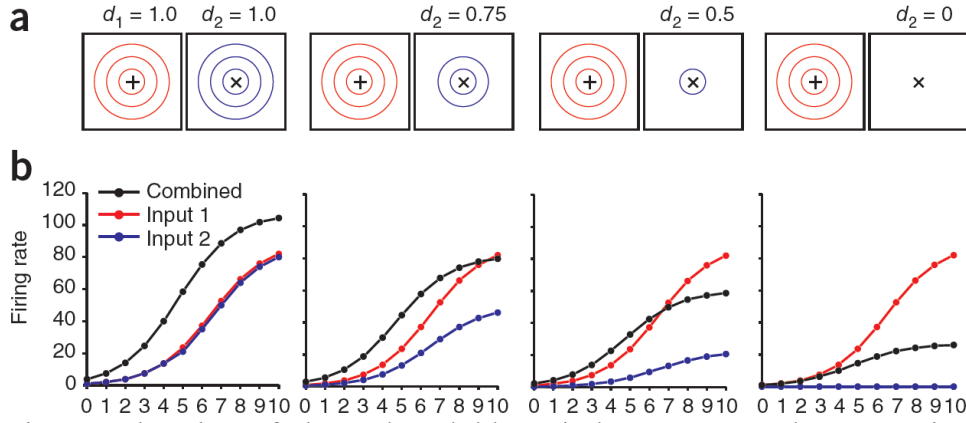 a
d1 = 1.0 d2 = 1.0 d2 = 0.75 d2 = 0.5 d2 = 0
+ × + × + × + ×
b
Firing rate
120
100
80
60
40
20
0
Combined
Input 1
Input 2
0 1 2 3 4 5 6 7 8 9 10 0 1 2 3 4 5 6 7 8 9 10 0 1 2 3 4 5 6 7 8 9 10 0 1 2 3 4 5 6 7 8 9 10